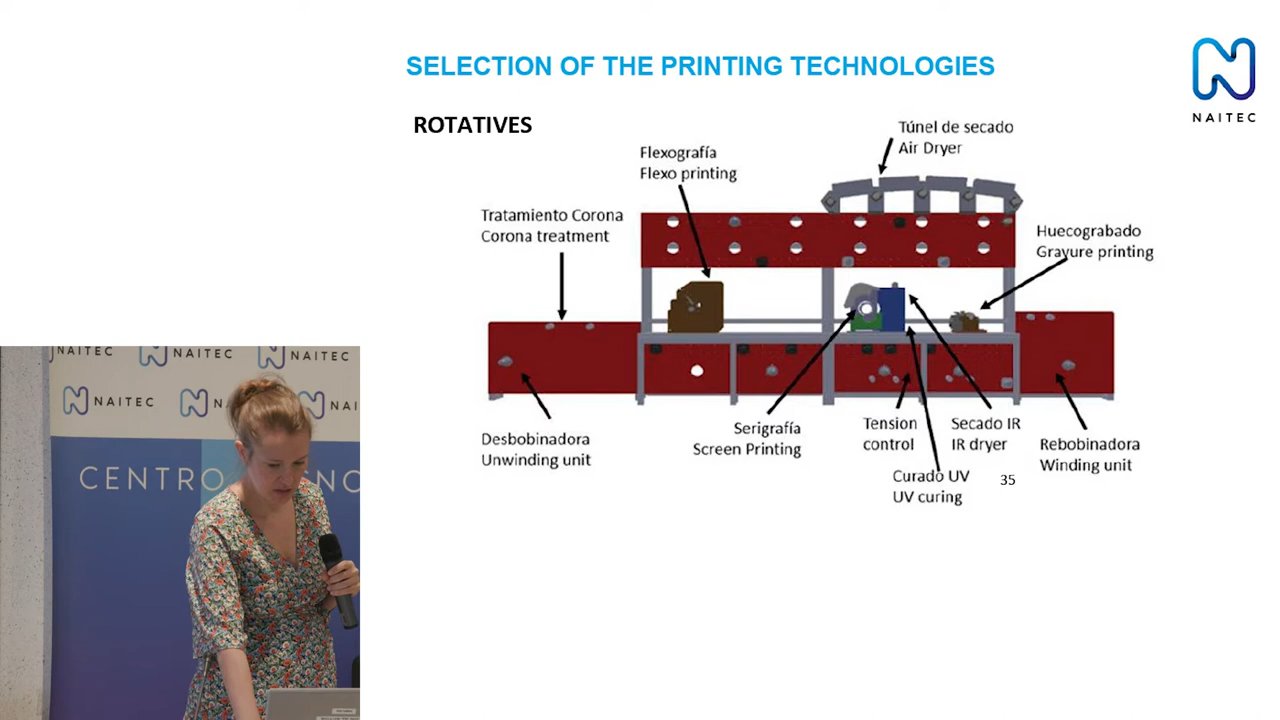 SELECTION OF THE PRINTING TECHNOLOGIES
NAITEC
ROTATIVES
Túnel de secado
Air Dryer
Flexografía
Flexo printing
Tratamiento Corona
Corona treatment
Huecograbado
Gravure printing
Desbobinadora
Unwinding unit
Serigrafía
Screen Printing
Tension
control
Secado IR
IR dryer
Rebobinadora
Winding unit
Curado UV
UV curing
35
NAITEC
NAITEC
NAITEC
NAITEC
NAI
CENTRO